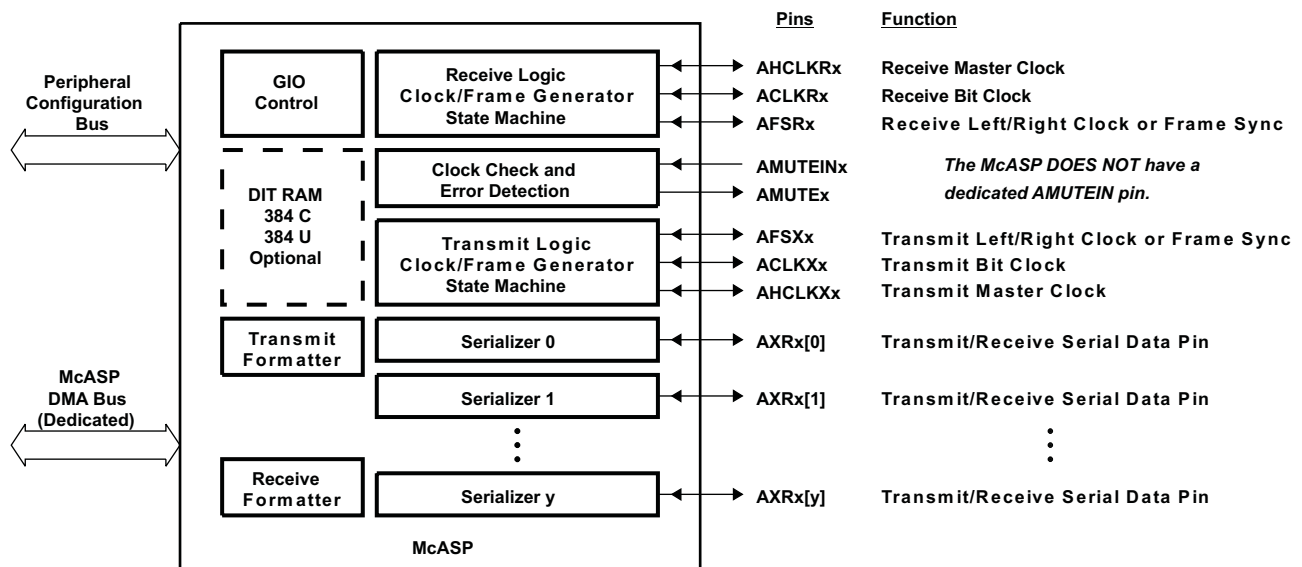 Pins Function
Peripheral
Configuration
Bus
GIO
Control
Receive Logic
Clock/Frame Generator
State Machine
AHCLKRx Receive Master Clock
ACLKRx Receive Bit Clock
AFSRx Receive Left/Right Clock or Frame Sync
DIT RAM
384 C
384 U
Optional
Clock Check and
Error Detection
AMUTEINx
AMUTEx
The McASP DOES NOT have a
dedicated AMUTEIN pin.
Transmit Logic
Clock/Frame Generator
State Machine
AFSXx Transmit Left/Right Clock or Frame Sync
ACLKXx Transmit Bit Clock
AHCLKXx Transmit Master Clock
Transmit
Formatter
Serializer 0
AXRx[0] Transmit/Receive Serial Data Pin
McASP
DMA Bus
(Dedicated)
Serializer 1
AXRx[1] Transmit/Receive Serial Data Pin
Receive
Formatter
Serializer y
AXRx[y] Transmit/Receive Serial Data Pin
McASP